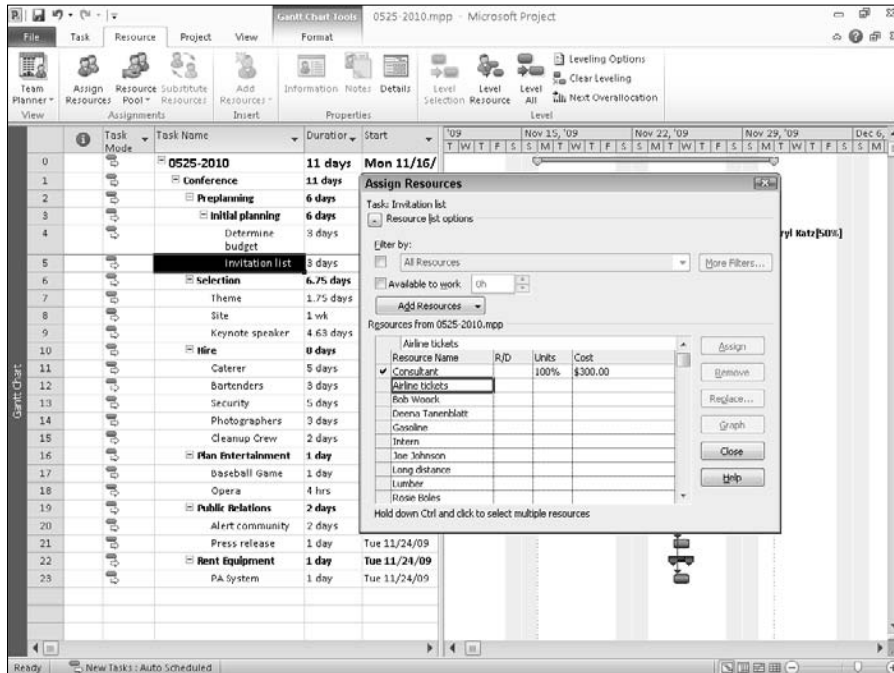 Gantt Chart Tools 0525-2010.mpp - Microsoft Project
File Task Resource Project View Format
Team Planner Assign Resources Resource Pool Substitute Resources Add Resources Information Notes Details Level Selection Level Resource Level All
Leveling Options
Clear Leveling
Next Overallocation
View Assignments Insert Properties Level
Task Mode Task Name Duration Start '09 Nov 15, '09 Nov 22, '09 Nov 29, '09 Dec 6,
T W T F S S M T W T F S S M T W T F S S M T W T F S S M
0 0525-2010 11 days Mon 11/16/
1 Conference 11 days
2 Preplanning 6 days
3 Initial planning 6 days
4 Determine budget 3 days
5 Invitation list 3 days
6 Selection 6.75 days
7 Theme 1.75 days
8 Site 1 wk
9 Keynote speaker 4.63 days
10 Hire 0 days
11 Caterer 5 days
12 Bartenders 3 days
13 Security 5 days
14 Photographers 3 days
15 Cleanup Crew 2 days
16 Plan Entertainment 1 day
17 Baseball Game 1 day
18 Opera 4 hrs
19 Public Relations 2 days
20 Alert community 2 days
21 Press release 1 day Tue 11/24/09
22 Rent Equipment 1 day Tue 11/24/09
23 PA System 1 day Tue 11/24/09
Gantt Chart
ryl Katz[50%]
Assign Resources
Task: Invitation list
Resource list options
Filter by:
All Resources More Filters...
Available to work 0h
Add Resources
Resources from 0525-2010.mpp
Airline tickets
Resource Name R/D Units Cost
Consultant 100% $300.00
Airline tickets
Bob Woock
Deena Tanenblatt
Gasoline
Intern
Joe Johnson
Long distance
Lumber
Rosie Boles
Assign
Remove
Replace...
Graph
Close
Help
Hold down Ctrl and click to select multiple resources
Ready New Tasks : Auto Scheduled